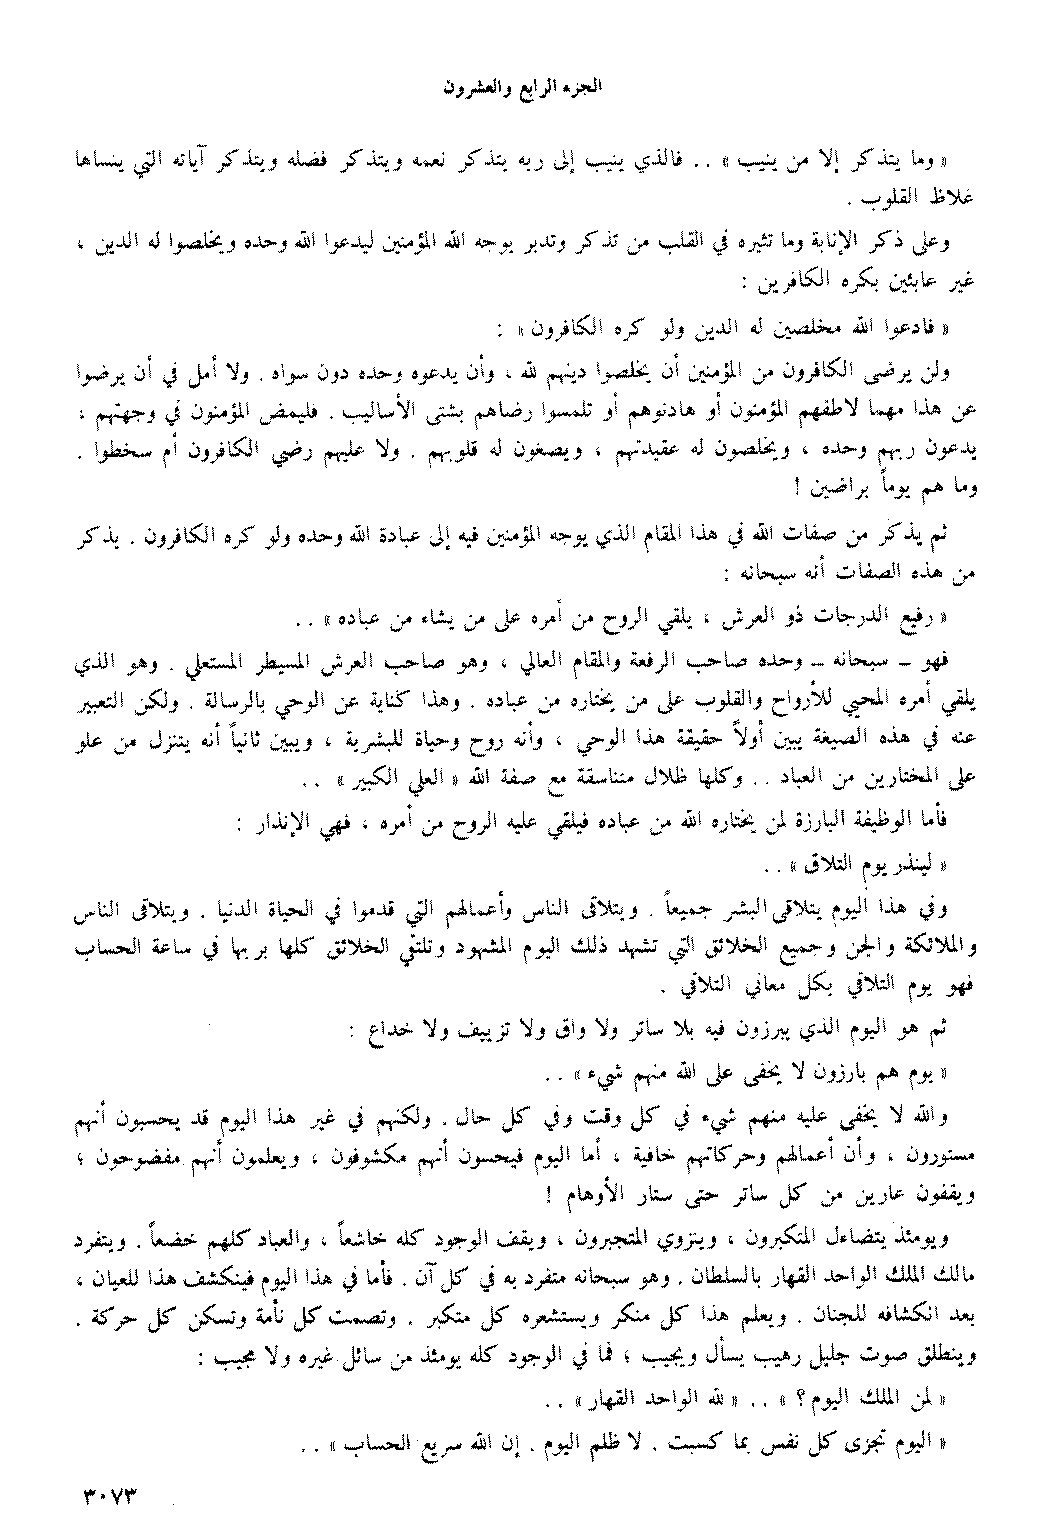 الجزء الرابع والعشرون
« وما يتذكر إلا من ينيب » .. فالذي ينيب إلى ربه يتذكر نعمه ويتذكر فضله ويتذكر آياته التي ينساها
غلاظ القلوب .
وعلى ذكر الإنابة وما تثيره في القلب من تذكر وتدبر يوجه الله المؤمنين ليدعوا الله وحده ويخلصوا له الدين ،
غير عابئين بكره الكافرين :
« فادعوا الله مخلصين له الدين ولو كره الكافرون » :
ولن يرضى الكافرون من المؤمنين أن يخلصوا دينهم لله ، وأن يدعوه وحده دون سواه . ولا أمل في أن يرضوا
عن هذا مهما لاطفهم المؤمنون أو هادنوهم أو تلمسوا رضاهم بشتى الأساليب . فليمض المؤمنون في وجهتهم ،
يدعون ربهم وحده ، ويخلصون له عقيدتهم ، ويصغون له قلوبهم . ولا عليهم رضي الكافرون أم سخطوا .
وما هم يوماً براضين !
ثم يذكر من صفات الله في هذا المقام الذي يوجه المؤمنين فيه إلى عبادة الله وحده ولو كره الكافرون . يذكر
من هذه الصفات أنه سبحانه :
« رفيع الدرجات ذو العرش ، يلقي الروح من أمره على من يشاء من عباده » ..
فهو – سبحانه – وحده صاحب الرفعة والمقام العالي ، وهو صاحب العرش المسيطر المستعلي . وهو الذي
يلقي أمره المحيي للأرواح والقلوب على من يختاره من عباده . وهذا كناية عن الوحي بالرسالة . ولكن التعبير
عنه في هذه الصيغة يبين أولاً حقيقة هذا الوحي ، وأنه روح وحياة للبشرية ، ويبين ثانياً أنه يتنزل من علو
على المختارين من العباد .. وكلها ظلال متناسقة مع صفة الله « العلي الكبير » ..
فأما الوظيفة البارزة لمن يختاره الله من عباده فيلقي عليه الروح من أمره ، فهي الإنذار :
« لينذر يوم التلاق » ..
وفي هذا اليوم يتلاقى البشر جميعاً . ويتلاقى الناس وأعمالهم التي قدموا في الحياة الدنيا . ويتلاقى الناس
والملائكة والجن وجميع الخلائق التي تشهد ذلك اليوم المشهود وتلتقي الخلائق كلها بربها في ساعة الحساب
فهو يوم التلاقي بكل معاني التلاقي .
ثم هو اليوم الذي يبرزون فيه بلا ساتر ولا واق ولا تزييف ولا خداع :
« يوم هم بارزون لا يخفى على الله منهم شيء » ..
والله لا يخفى عليه منهم شيء في كل وقت وفي كل حال . ولكنهم في غير هذا اليوم قد يحسبون أنهم
مستورون ، وأن أعمالهم وحركاتهم خافية ، أما اليوم فيحسون أنهم مكشوفون ، ويعلمون أنهم مفضوحون ؛
ويقفون عارين من كل ساتر حتى ستار الأوهام !
ويومئذ يتضاءل المتكبرون ، وينزوي المتجبرون ، ويقف الوجود كله خاشعاً ، والعباد كلهم خضعاً . ويتفرد
مالك الملك الواحد القهار بالسلطان . وهو سبحانه متفرد به في كل آن . فأما في هذا اليوم فينكشف هذا للعيان ،
بعد انكشافه للجنان . ويعلم هذا كل منكر ويستشعره كل متكبر . وتصمت كل نأمة وتسكن كل حركة .
وينطلق صوت جليل رهيب يسأل ويجيب ؛ فما في الوجود كله يومئذ من سائل غيره ولا مجيب :
« لمن الملك اليوم ؟ » .. « لله الواحد القهار » ..
« اليوم تجزى كل نفس بما كسبت . لا ظلم اليوم . إن الله سريع الحساب » ..
٣٠٧٣